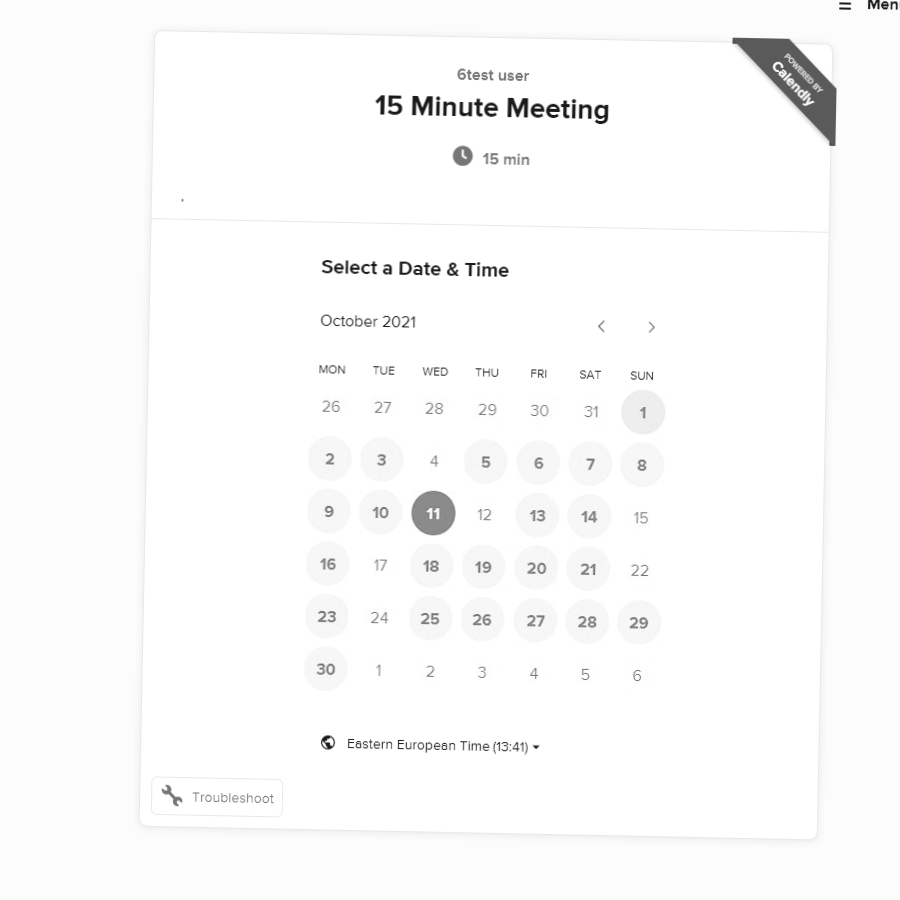 Menu
6test user
15 Minute Meeting
15 min
POWERED BY
Calendly
Select a Date & Time
October 2021
MON TUE WED THU FRI SAT SUN
26 27 28 29 30 31 1
2 3 4 5 6 7 8
9 10 11 12 13 14 15
16 17 18 19 20 21 22
23 24 25 26 27 28 29
30 1 2 3 4 5 6
Eastern European Time (13:41)
Troubleshoot